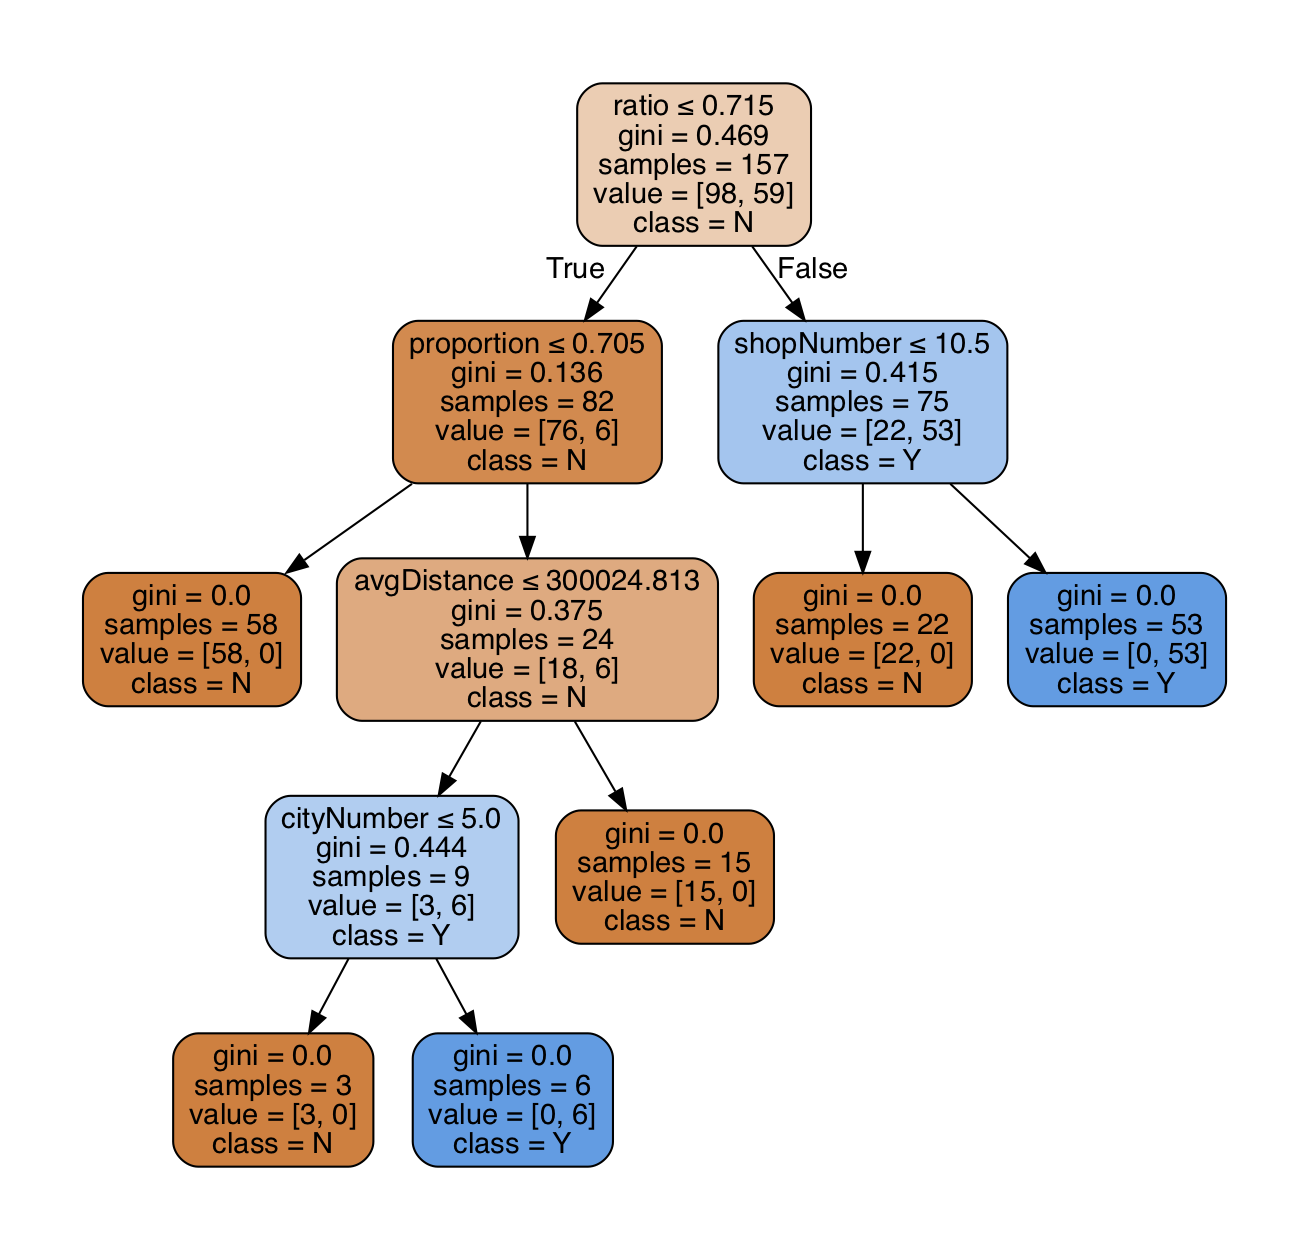 ratio ≤ 0.715
gini = 0.469
samples = 157
value = [98, 59]
class = N
True
False
proportion ≤ 0.705
gini = 0.136
samples = 82
value = [76, 6]
class = N
shopNumber ≤ 10.5
gini = 0.415
samples = 75
value = [22, 53]
class = Y
gini = 0.0
samples = 58
value = [58, 0]
class = N
avgDistance ≤ 300024.813
gini = 0.375
samples = 24
value = [18, 6]
class = N
gini = 0.0
samples = 22
value = [22, 0]
class = N
gini = 0.0
samples = 53
value = [0, 53]
class = Y
cityNumber ≤ 5.0
gini = 0.444
samples = 9
value = [3, 6]
class = Y
gini = 0.0
samples = 15
value = [15, 0]
class = N
gini = 0.0
samples = 3
value = [3, 0]
class = N
gini = 0.0
samples = 6
value = [0, 6]
class = Y